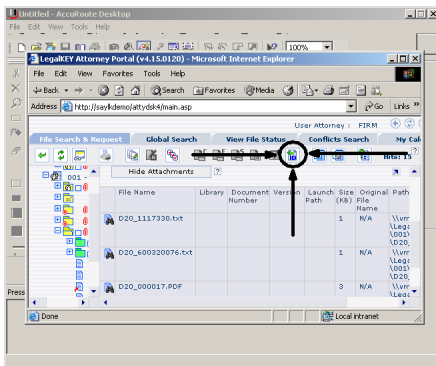 Untitled - AccuRoute Desktop
File Edit View Tools Help
100%
LegalKEY Attorney Portal (v4.15.0120) - Microsoft Internet Explorer
File Edit View Favorites Tools Help
Back Search Favorites Media
Address http://saylkdemo/attydsk4/main.asp Go Links »
User Attorney : FIRM
File Search & Request Global Search View File Status Conflicts Search My Cal
Hits: 15
001 -
Hide Attachments ?
File Name Library Document Number Version Launch Path Size (KB) Original File Name Path
D20_1117330.txt 1 N/A
D20_600320076.txt 1 N/A
D20_000017.PDF 3 N/A
Press
Done Local intranet